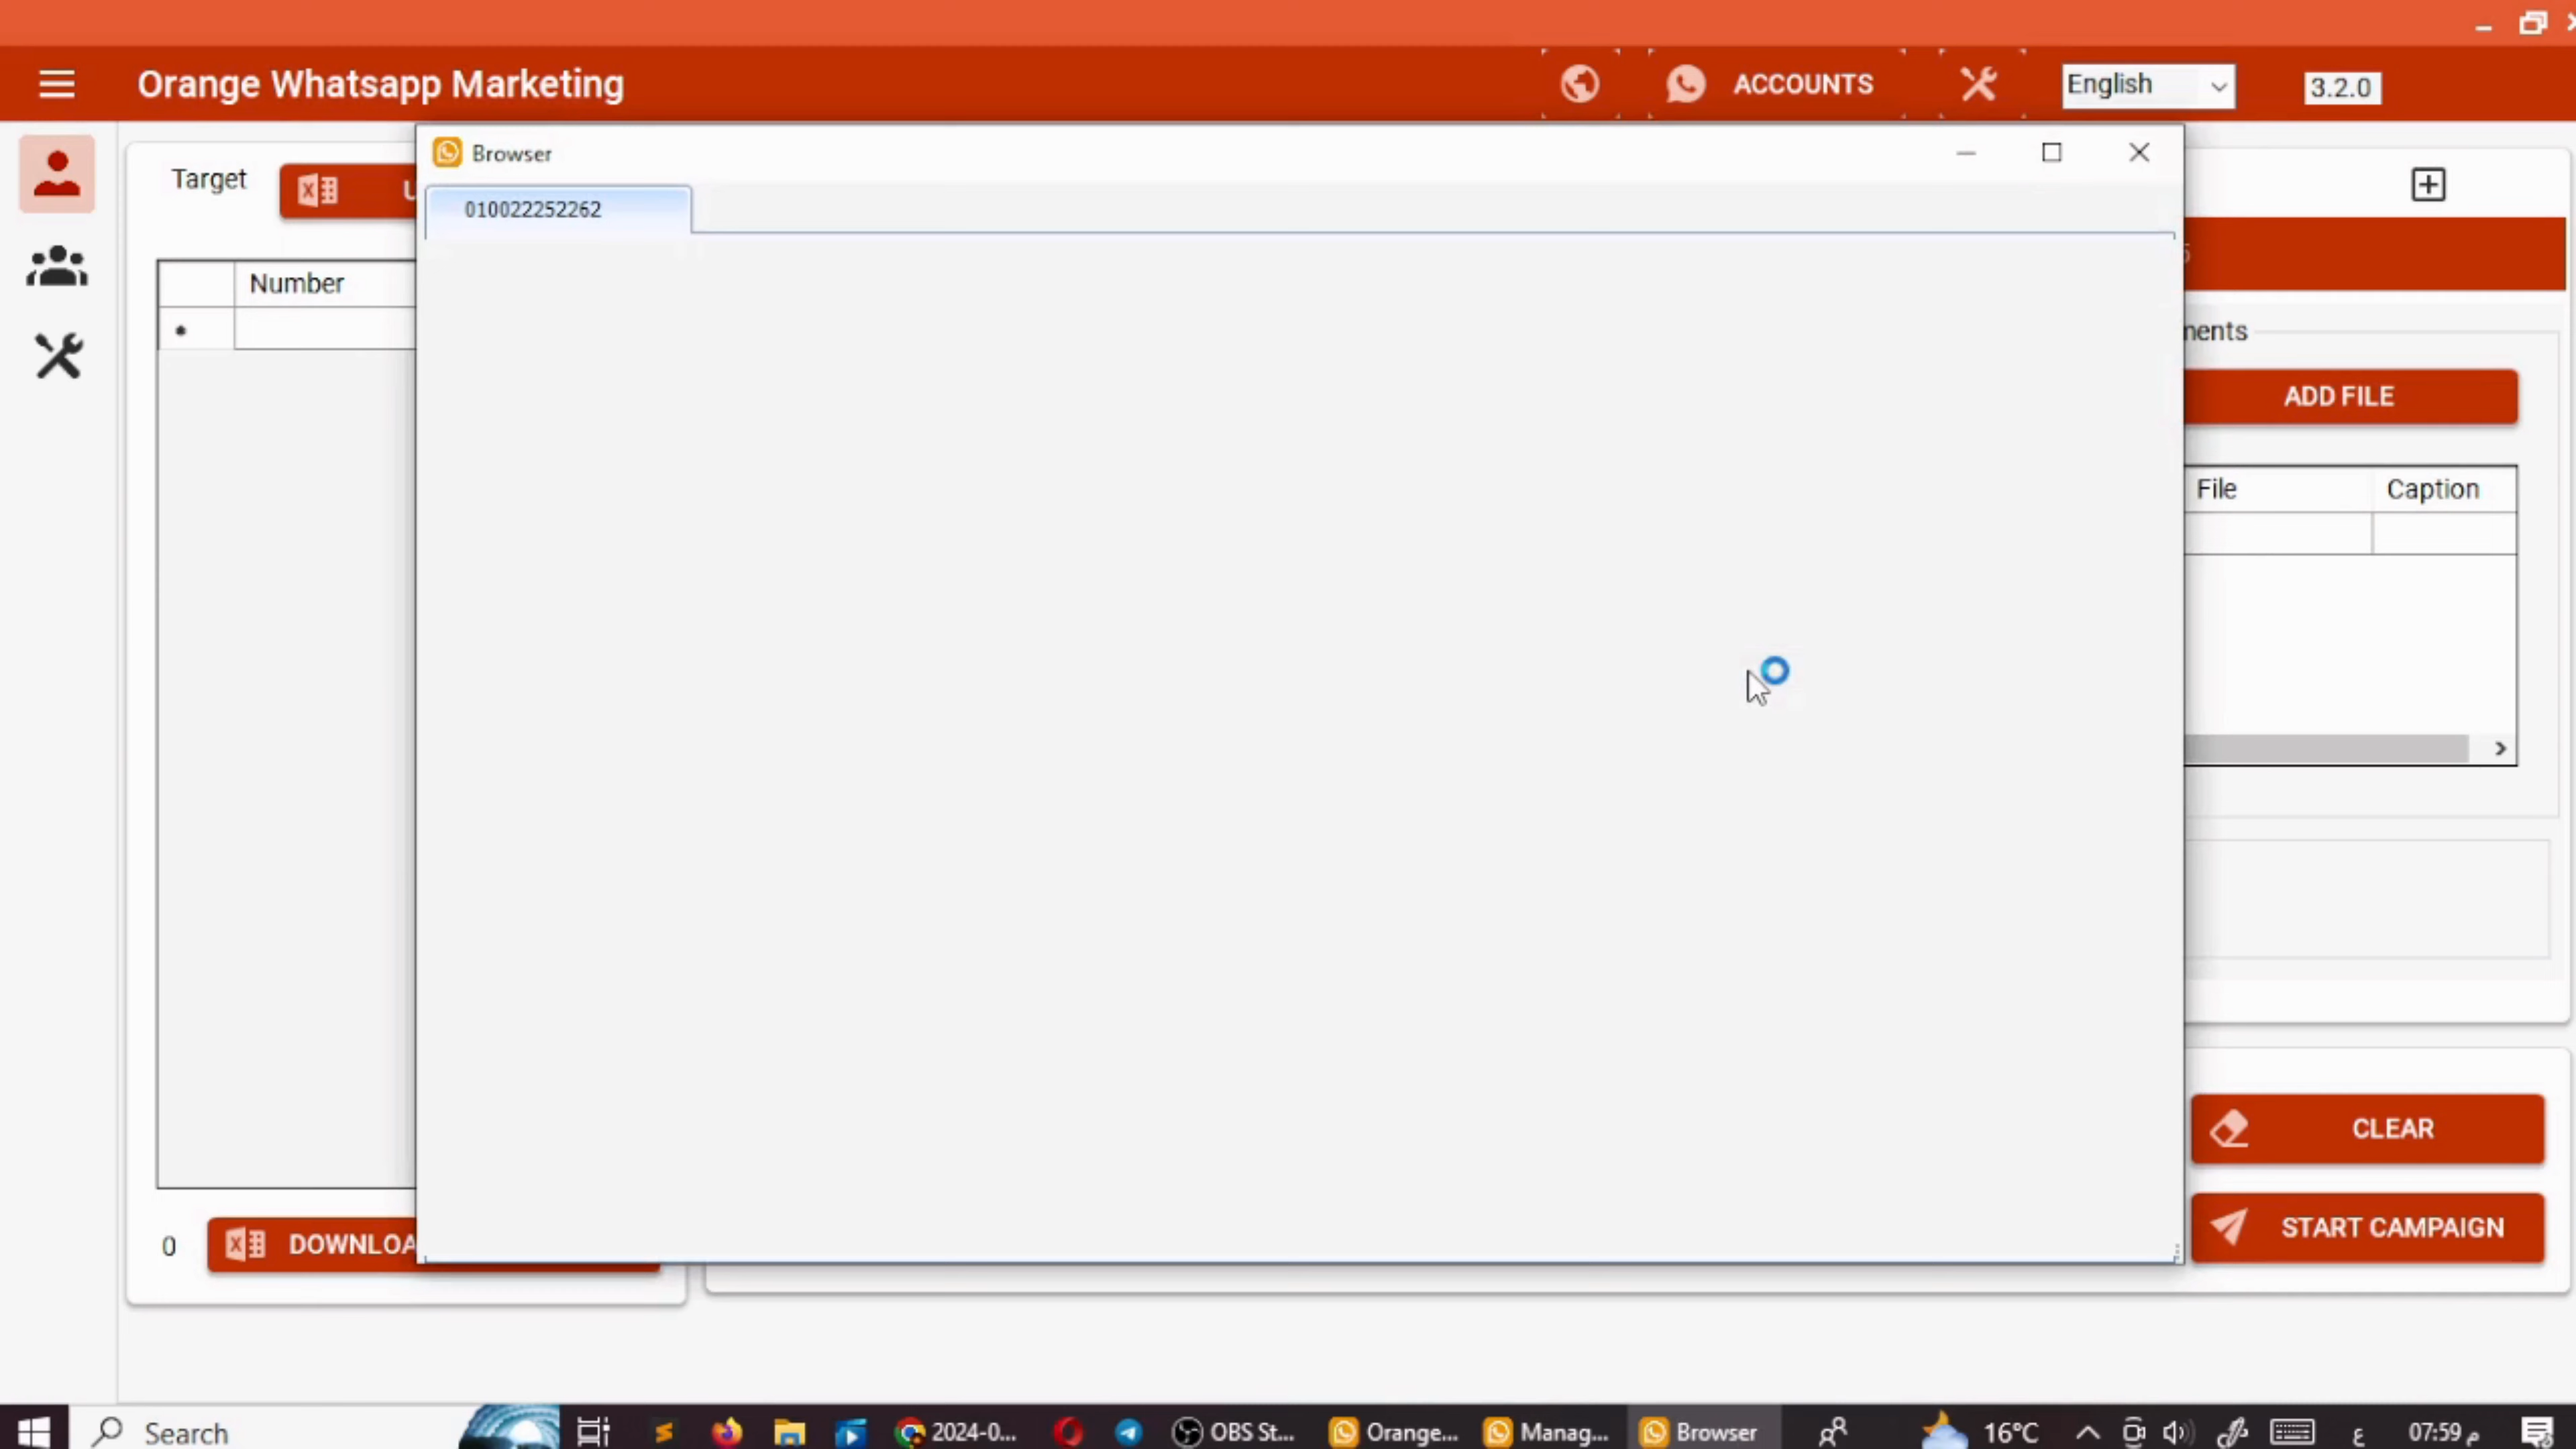 Orange Whatsapp Marketing
ACCOUNTS
English
3.2.0
Browser
Target
010022252262
Number
ADD FILE
File
Caption
CLEAR
START CAMPAIGN
0
DOWNLOA
Search
2024-0...
OBS St...
Orange...
Manag...
Browser
16°C
ع
07:59 م